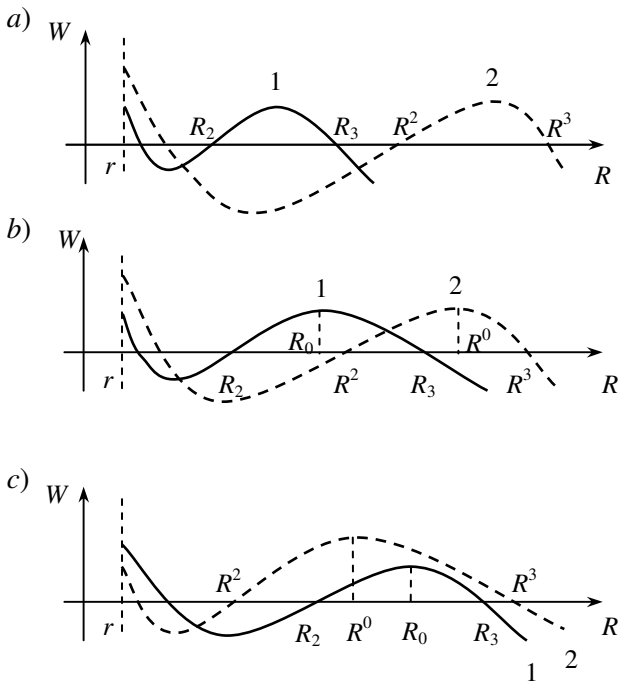 a)
W
1
2
R₂
R₃
R²
R³
r
R
b)
W
1
2
R₀
R⁰
r
R₂
R²
R₃
R³
R
c)
W
R²
R³
r
R₂
R⁰
R₀
R₃
R
1
2